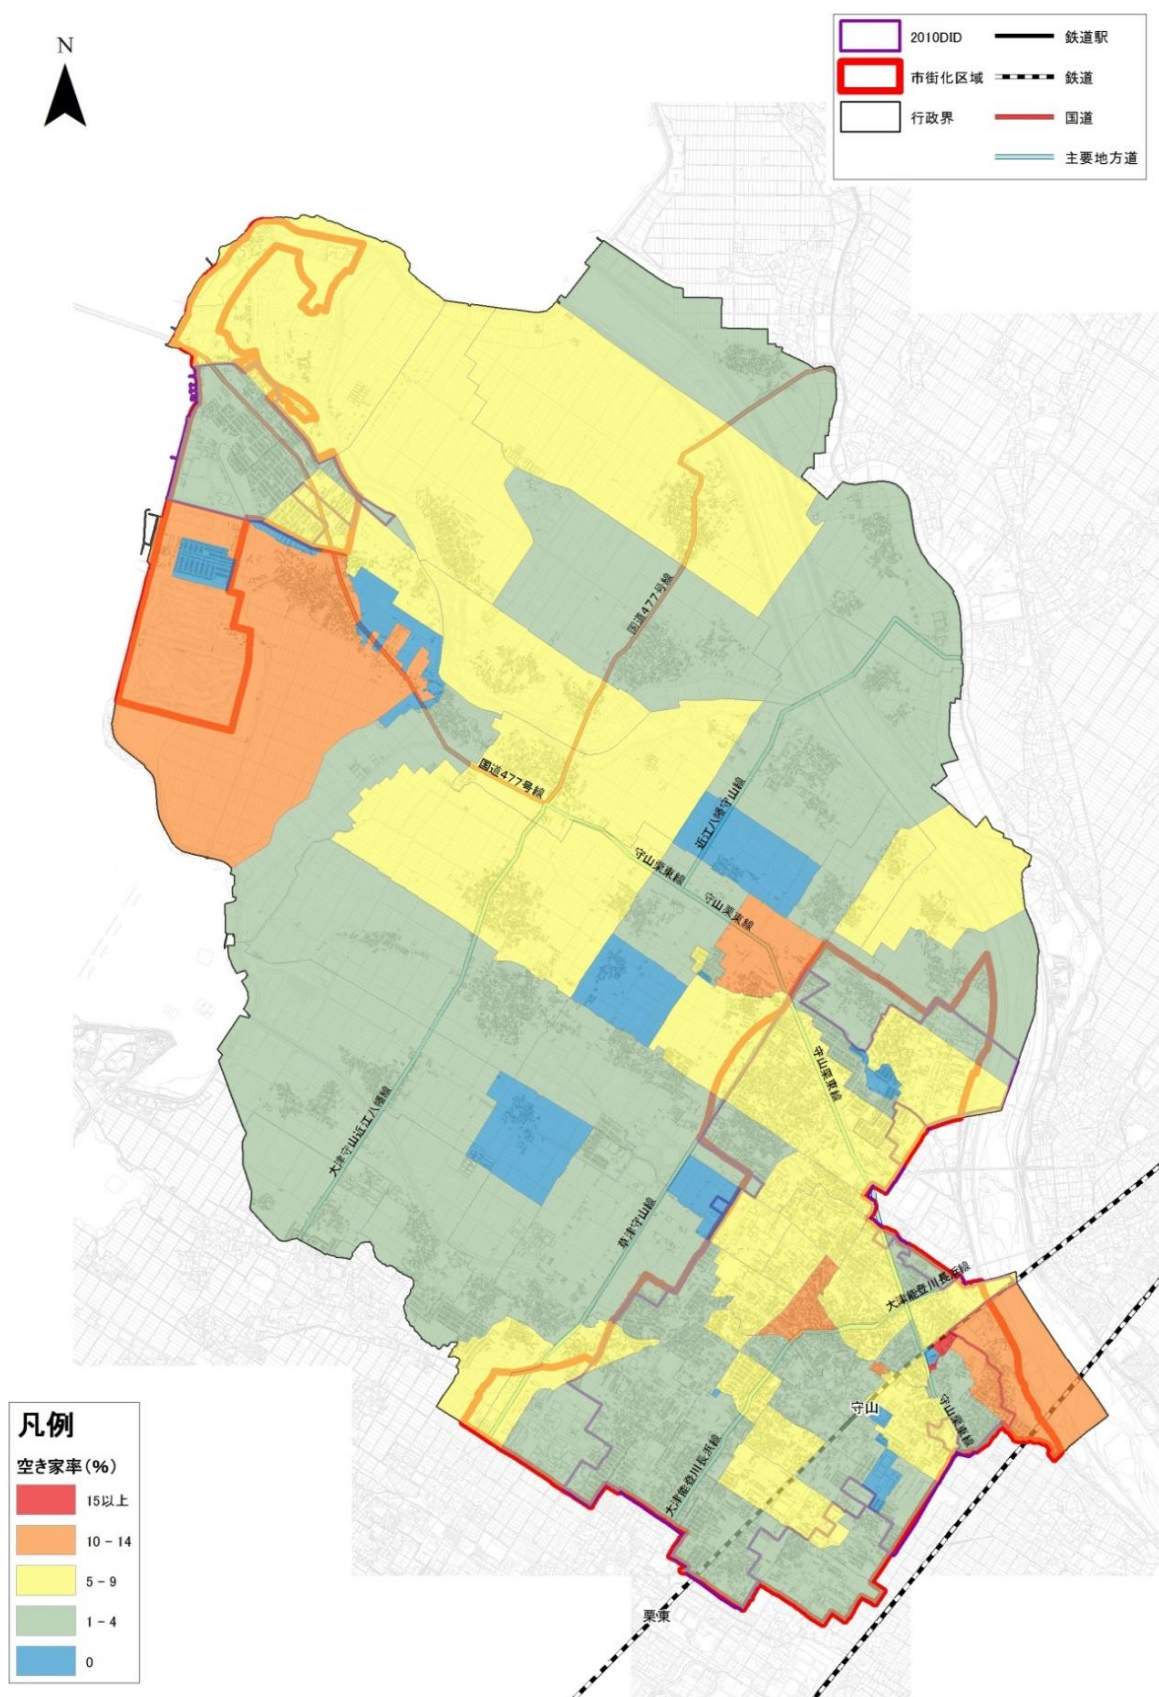 N
2010DID
市街化区域
行政界
鉄道駅
鉄道
国道
主要地方道
国道477号線
国道477号線
近江八幡守山線
守山栗東線
守山栗東線
守山栗東線
大津守山近江八幡線
草津守山線
大津能登川長浜線
守山
守山栗東線
大津能登川長浜線
栗東
凡例
空き家率(%)
15以上
10 - 14
5 - 9
1 - 4
0